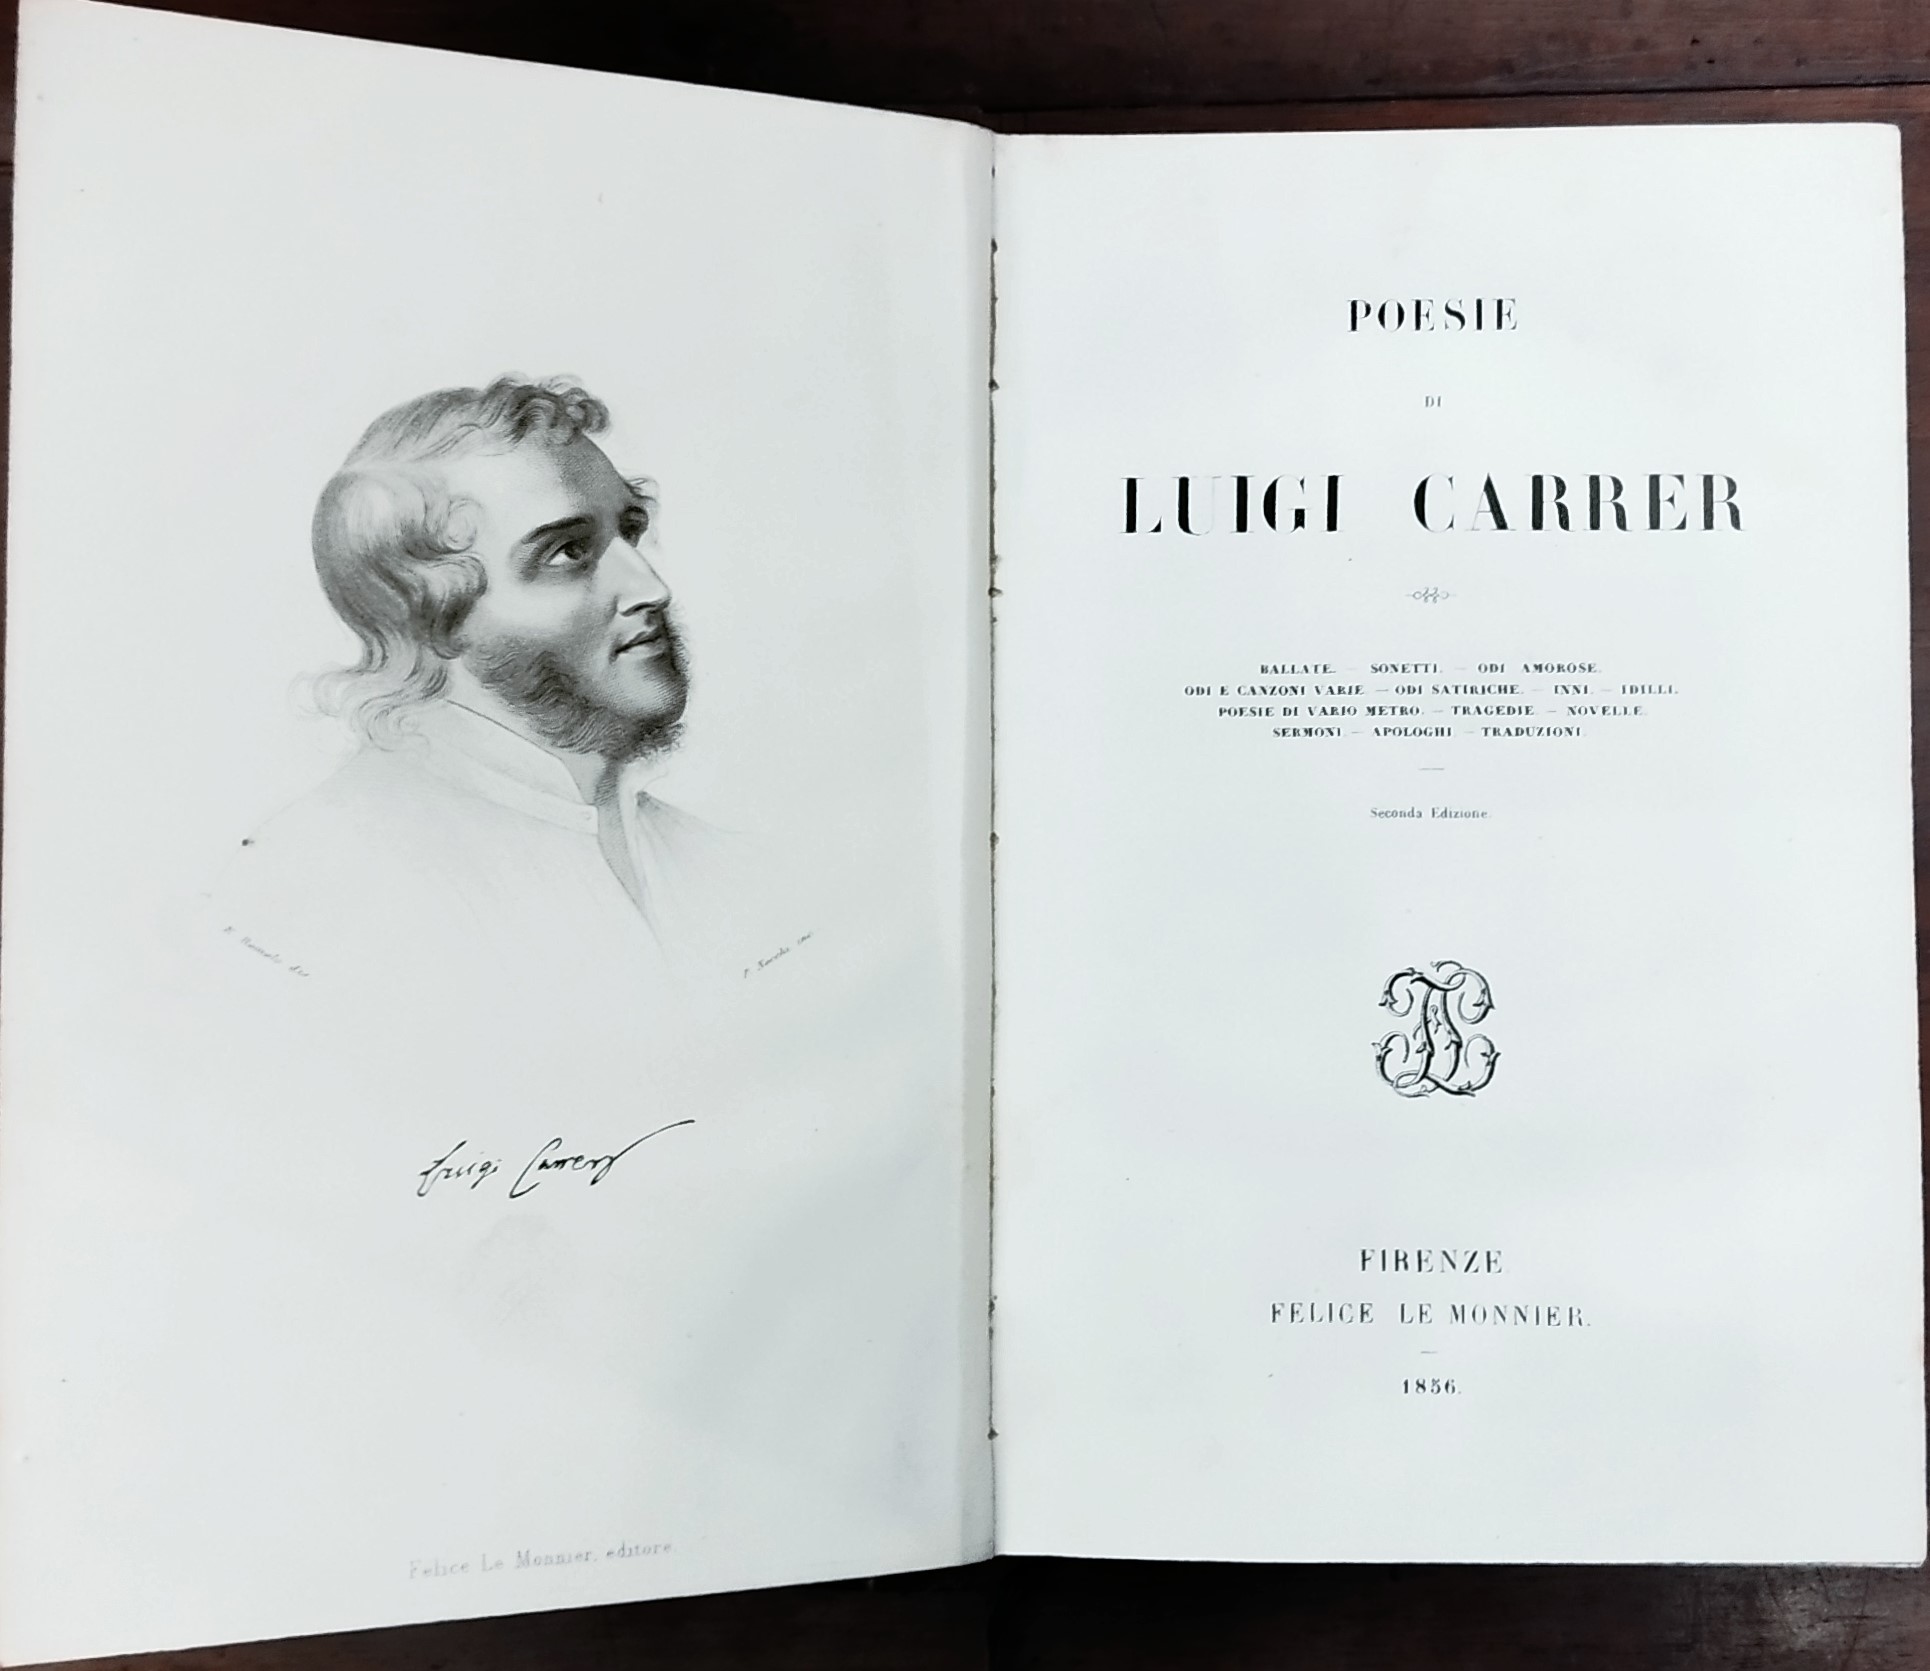 Luigi Carrer
Felice Le Monnier, editore.
POESIE
DI
LUIGI CARRER
BALLATE. — SONETTI. — ODI AMOROSE.
ODI E CANZONI VARIE. — ODI SATIRICHE. — INNI. — IDILLI.
POESIE DI VARIO METRO. — TRAGEDIE. — NOVELLE.
SERMONI. — APOLOGHI. — TRADUZIONI.
Seconda Edizione.
FIRENZE.
FELICE LE MONNIER.
1856.